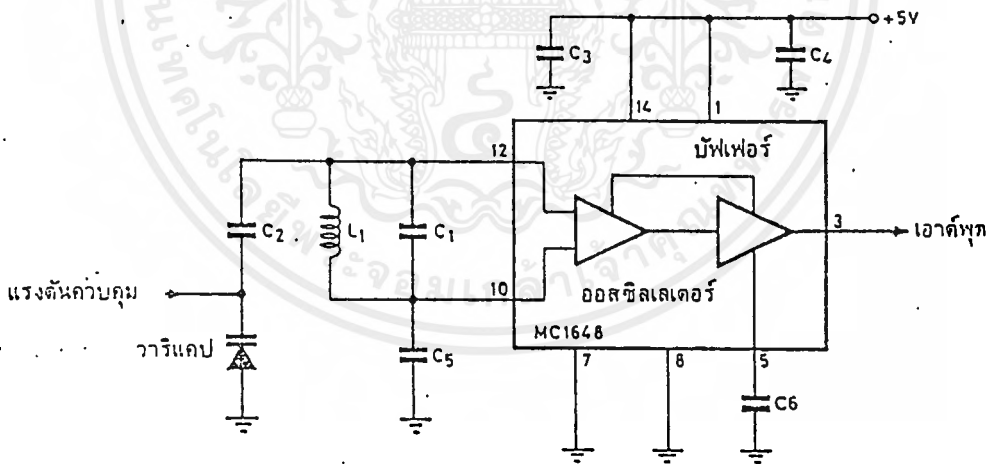 +5V
C3
C4
14
1
12
บัฟเฟอร์
C2
L1
C1
3
เอาต์พุท
แรงดันควบคุม
10
ออสซิลเลเตอร์
วาริแคป
C5
MC1648
7
8
5
C6